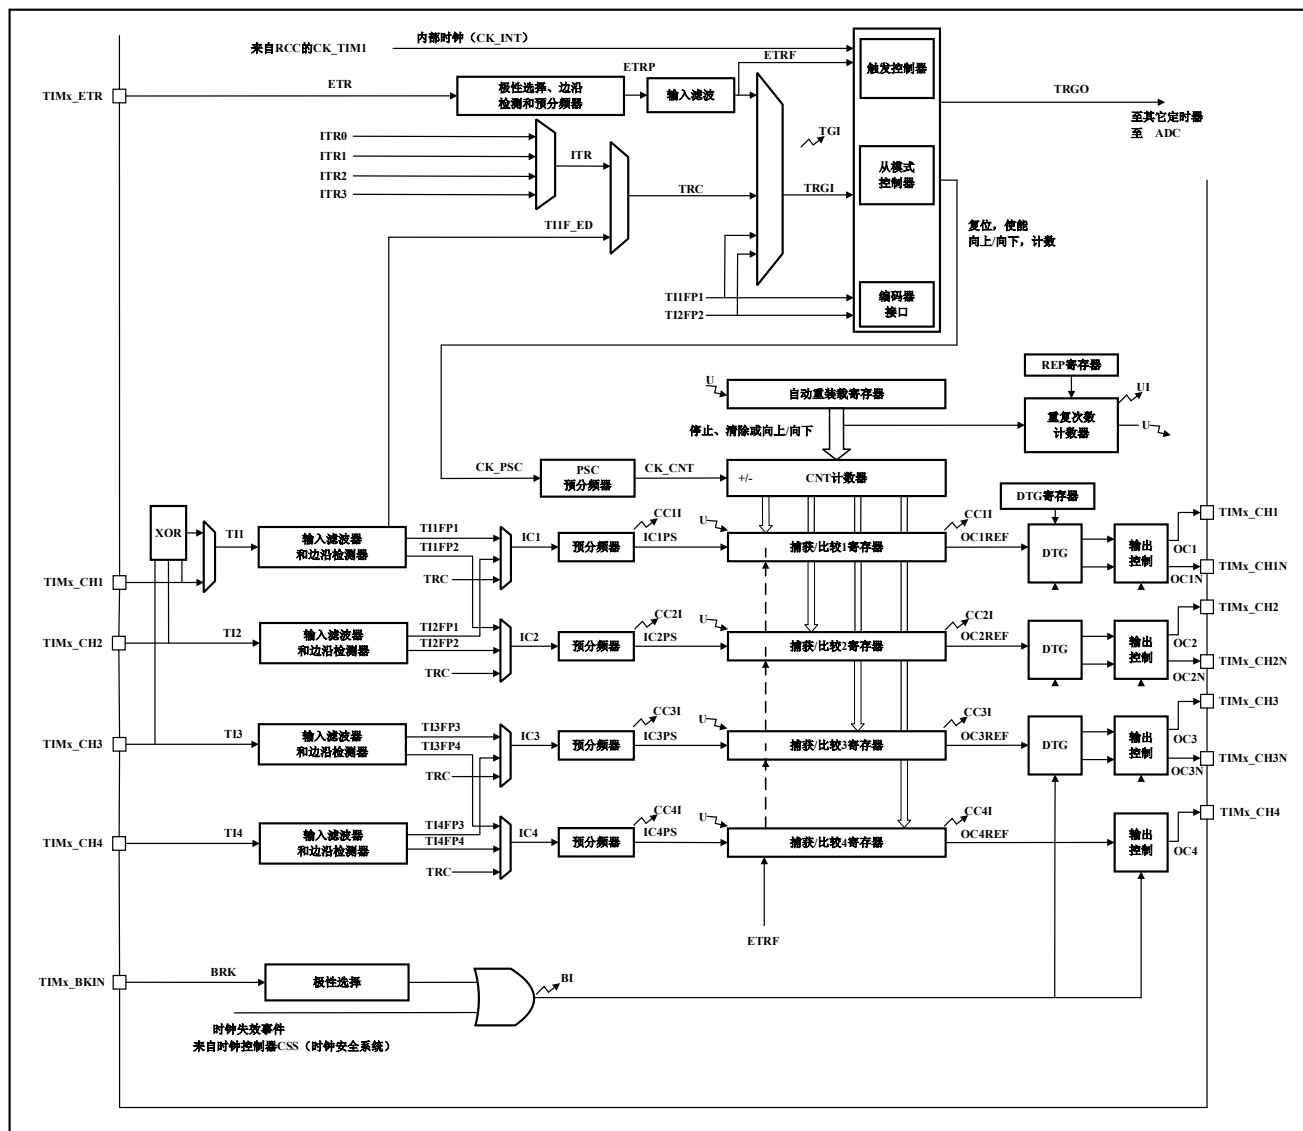 内部时钟（CK_INT）
来自RCC的CK_TIM1
ETRF
触发控制器
TIMx_ETR
ETR
极性选择、边沿
检测和预分频器
ETRP
输入滤波
TRGO
至其它定时器
至 ADC
ITR0
ITR1
ITR2
ITR3
ITR
TGI
TRC
TRGI
从模式
控制器
TI1F_ED
复位，使能
向上/向下，计数
TI1FP1
TI2FP2
编码器
接口
REP寄存器
U
自动重装载寄存器
UI
重复次数
计数器
U
停止、清除或向上/向下
CK_PSC
PSC
预分频器
CK_CNT
+/-
CNT计数器
DTG寄存器
XOR
TI1
输入滤波器
和边沿检测器
TI1FP1
TI1FP2
TRC
IC1
预分频器
CC1I
IC1PS
U
捕获/比较1寄存器
CC1I
OC1REF
DTG
输出
控制
OC1
OC1N
TIMx_CH1
TIMx_CH1N
TIMx_CH1
TIMx_CH2
TI2
输入滤波器
和边沿检测器
TI2FP1
TI2FP2
TRC
IC2
预分频器
CC2I
IC2PS
U
捕获/比较2寄存器
CC2I
OC2REF
DTG
输出
控制
OC2
OC2N
TIMx_CH2
TIMx_CH2N
TIMx_CH3
TI3
输入滤波器
和边沿检测器
TI3FP3
TI3FP4
TRC
IC3
预分频器
CC3I
IC3PS
U
捕获/比较3寄存器
CC3I
OC3REF
DTG
输出
控制
OC3
OC3N
TIMx_CH3
TIMx_CH3N
TIMx_CH4
TI4
输入滤波器
和边沿检测器
TI4FP3
TI4FP4
TRC
IC4
预分频器
CC4I
IC4PS
U
捕获/比较4寄存器
CC4I
OC4REF
输出
控制
OC4
TIMx_CH4
ETRF
TIMx_BKIN
BRK
极性选择
BI
时钟失效事件
来自时钟控制器CSS（时钟安全系统）